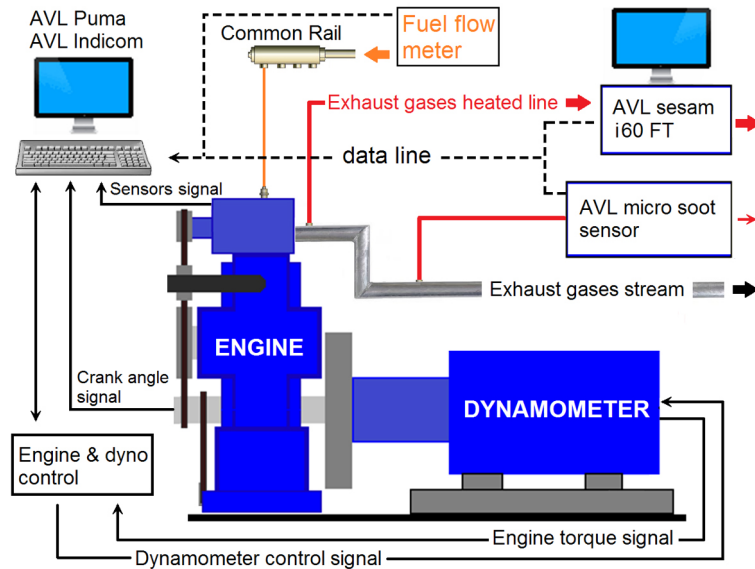 AVL Puma
AVL Indicom
Common Rail
Fuel flow
meter
Exhaust gases heated line
AVL sesam
i60 FT
data line
Sensors signal
AVL micro soot
sensor
Exhaust gases stream
ENGINE
Crank angle
signal
DYNAMOMETER
Engine & dyno
control
Engine torque signal
Dynamometer control signal